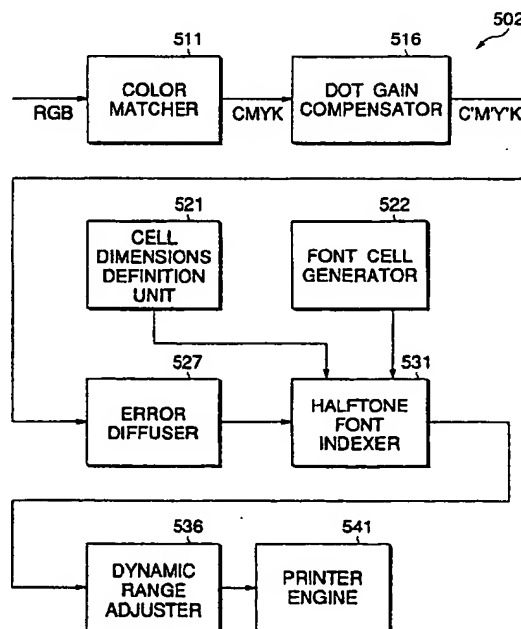 502
511
516
COLOR
MATCHER
DOT GAIN
COMPENSATOR
RGB
CMYK
C'M'Y'K
521
522
CELL
DIMENSIONS
DEFINITION
UNIT
FONT CELL
GENERATOR
527
531
ERROR
DIFFUSER
HALFTONE
FONT
INDEXER
536
541
DYNAMIC
RANGE
ADJUSTER
PRINTER
ENGINE